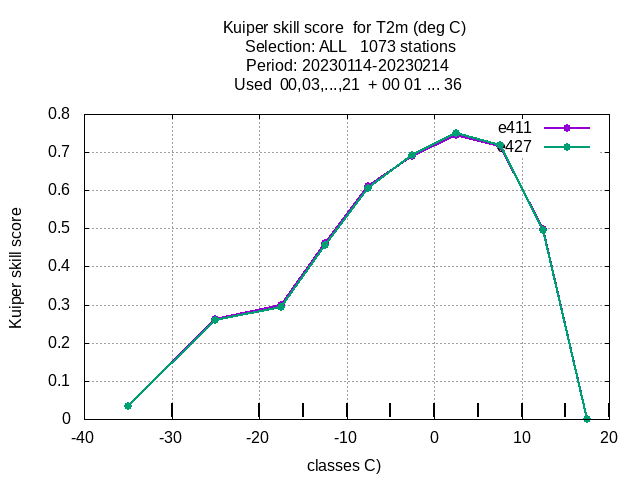 Kuiper skill score  for T2m (deg C)
Selection: ALL   1073 stations
Period: 20230114-20230214
Used  00,03,...,21  + 00 01 ... 36
0.8
0.7
0.6
0.5
0.4
0.3
0.2
0.1
0
Kuiper skill score
e411
e427
-40 -30 -20 -10 0 10 20
classes C)